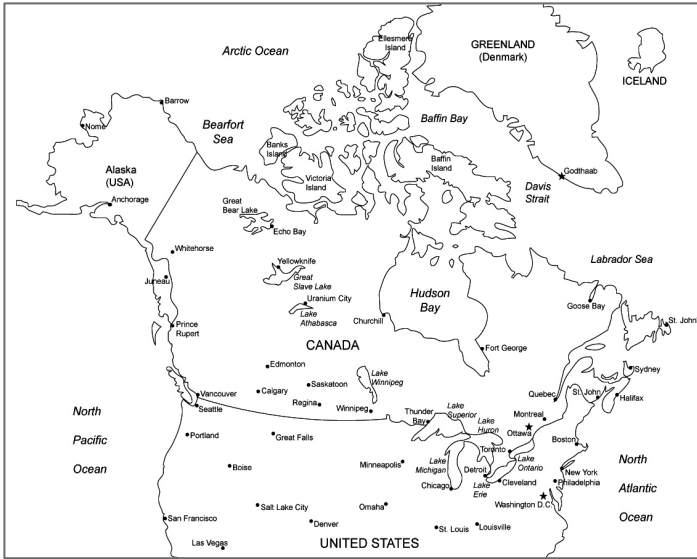 Ellesmere
Island
Arctic Ocean
GREENLAND
(Denmark)
ICELAND
Barrow
Nome
Bearfort
Sea
Baffin Bay
Banks
Island
Alaska
(USA)
Victoria
Island
Baffin
Island
Godthaab
Davis
Strait
Anchorage
Great
Bear Lake
Echo Bay
Whitehorse
Labrador Sea
Yellowknife
Great
Slave Lake
Juneau
Uranium City
Hudson
Bay
Goose Bay
Lake
Athabasca
Churchill
St. John
Prince
Rupert
CANADA
Fort George
Edmonton
Lake
Winnipeg
Sydney
Saskatoon
Calgary
Vancouver
Quebec
St. John
Halifax
Regina
Seattle
Winnipeg
Thunder
Bay
Lake
Superior
Montreal
North
Pacific
Ocean
Lake
Huron
Ottawa
Portland
Great Falls
Boston
Toronto
Lake
Ontario
Minneapolis
Lake
Michigan
Boise
Detroit
New York
North
Atlantic
Ocean
Cleveland
Philadelphia
Chicago
Lake
Erie
Washington D.C.
Salt Lake City
Omaha
San Francisco
Denver
St. Louis
Louisville
Las Vegas
UNITED STATES